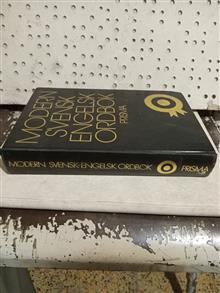 MODERN
SVENSK
ENGELSK
ORDBOK
PRISMA
MODERN SVENSK-ENGELSK ORDBOK
PRISMA